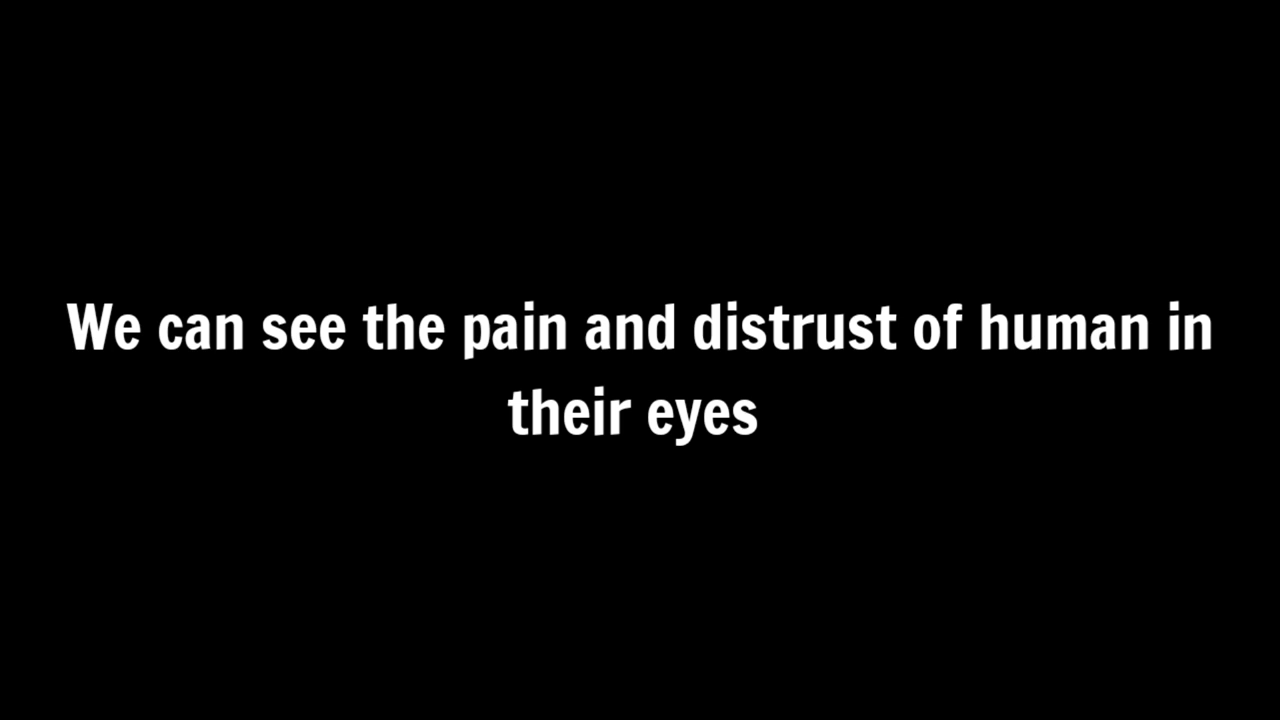 We can see the pain and distrust of human in
their eyes